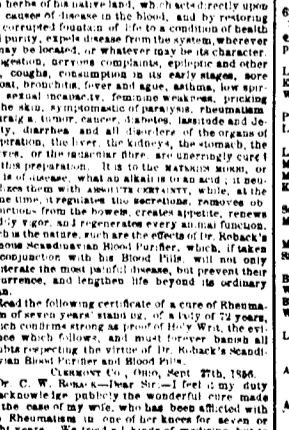 herbs of his native land, which acts directly upon
causes of disease in the blood, and by restoring
corrupted fountain of life to a condition of health
purity, expels disease from the system, wherever
may be located, or whatever may be its character.
gestion, nervous complaints, epileptic and other
, coughs, consumption in its early stages, sore
oat, bronchitis, fever and ague, asthma, low spir-
sexual incapacity, feminine weakness, pricking
the skin, symptomatic of paralysis, rheumatism
ralgia, tumor, cancer, diabetes, lassitude and de-
ty, diarrhea and all disorders of the organs of
piration, the liver, the kidneys, the stomach, the
ves, or the muscular fibre, are unerringly cured
this preparation. It is to the MATERIES MORBI, or
is of disease, what an alkali is to an acid; it neu-
lizes them with ABSOLUTE CERTAINTY, while, at the
me time, it regulates the secretions, removes ob-
uctions from the bowels, creates appetite, renews
dily vigor, and regenerates every animal function.
ch is the nature, such are the effects of Dr. Roback's
mous Scandinavian Blood Purifier, which, if taken
conjunction with his Blood Pills, will not only
iterate the most painful disease, but prevent their
urrence, and lengthen life beyond its ordinary
an.
Read the following certificate of a cure of Rheuma-
m of seven years' standing, of a lady of 72 years,
ich confirms strong as proof of Holy Writ, the evi-
nce which follows, and must forever banish all
ubts respecting the virtue of Dr. Roback's Scandi-
vian Blood Purifier and Blood Pills.
CLERMONT Co., Ohio, Sept. 27th, 1856.
Dr. C. W. ROBACK—Dear Sir:—I feel it my duty
acknowledge publicly the wonderful cure made
the case of my wife, who has been afflicted with
Rheumatism in one of her knees for seven or